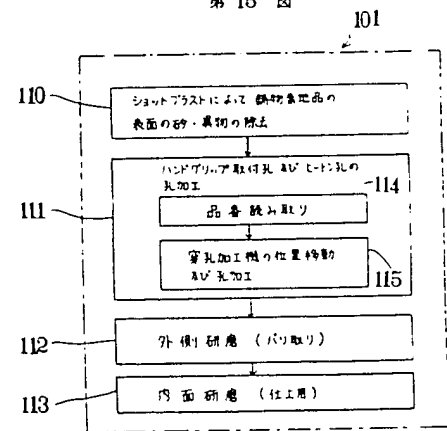 第 15 図
101
110
ショットブラストによって 鋳物素地品の
表面の砂・異物の除去
ハンドグリップ取付孔 及び ヒートン孔の
孔加工
114
111
品番読み取り
穿孔加工機の位置移動
及び 孔加工
115
112
外側研磨 (バリ取り)
113
内面研磨 (仕上用)